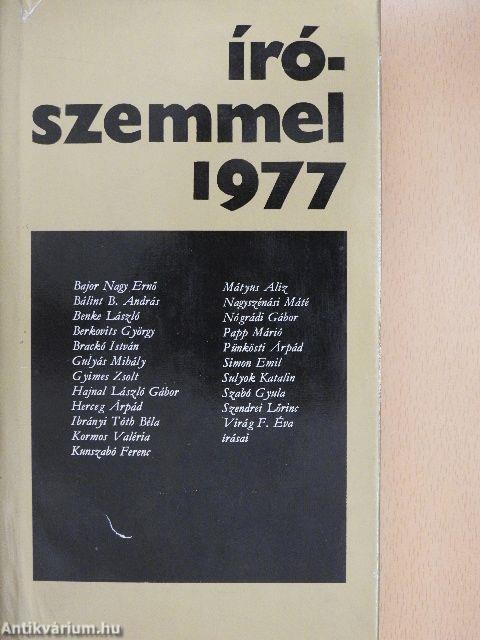 író-
szemmel
1977
Bajor Nagy Ernő
Bálint B. András
Benke László
Berkovits György
Brackó István
Gulyás Mihály
Gyimes Zsolt
Hajnal László Gábor
Herceg Árpád
Ibrányi Tóth Béla
Kormos Valéria
Kunszabó Ferenc
Mátyus Aliz
Nagyszénási Máté
Nógrádi Gábor
Papp Márió
Pünkösti Árpád
Simon Emil
Sulyok Katalin
Szabó Gyula
Szendrei Lőrinc
Virág F. Éva
írásai
Antikvárium.hu